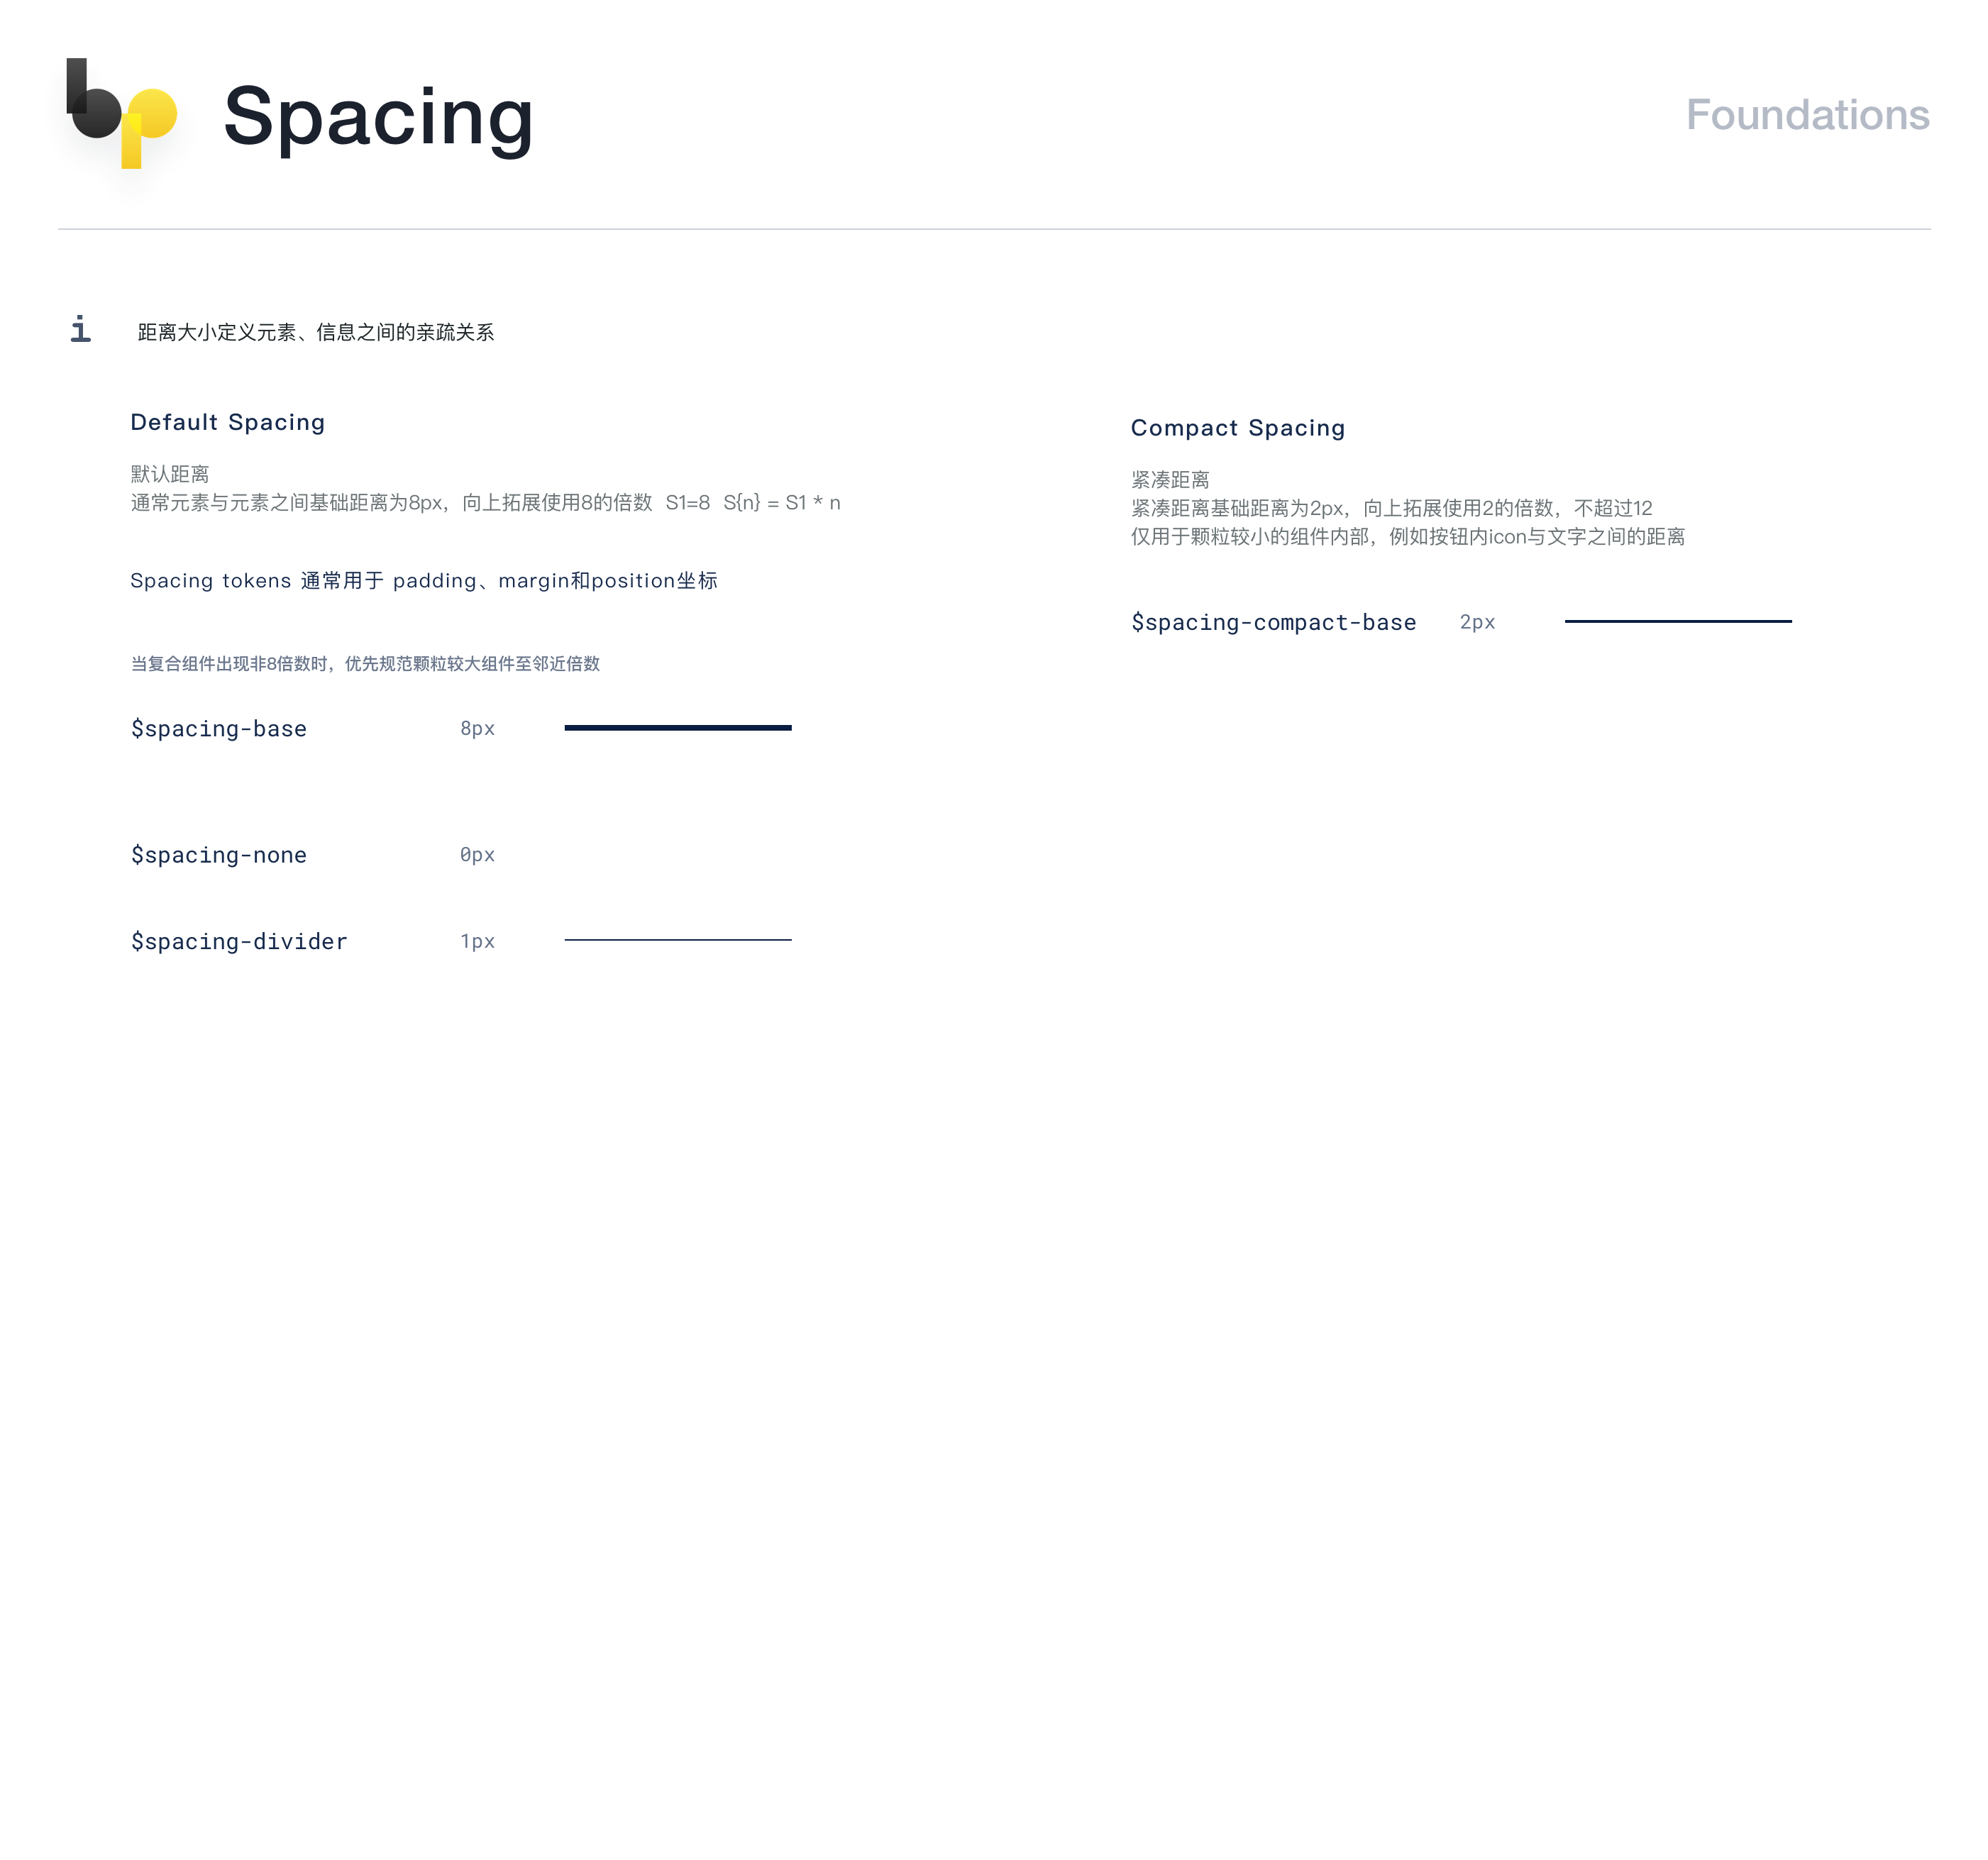 bp
Spacing
Foundations
i
距离大小定义元素、信息之间的亲疏关系
Default Spacing
默认距离
通常元素与元素之间基础距离为8px，向上拓展使用8的倍数 S1=8 S{n} = S1 * n
Spacing tokens 通常用于 padding、margin和position坐标
当复合组件出现非8倍数时，优先规范颗粒较大组件至邻近倍数
$spacing-base 8px
$spacing-none 0px
$spacing-divider 1px
Compact Spacing
紧凑距离
紧凑距离基础距离为2px，向上拓展使用2的倍数，不超过12
仅用于颗粒较小的组件内部，例如按钮内icon与文字之间的距离
$spacing-compact-base 2px